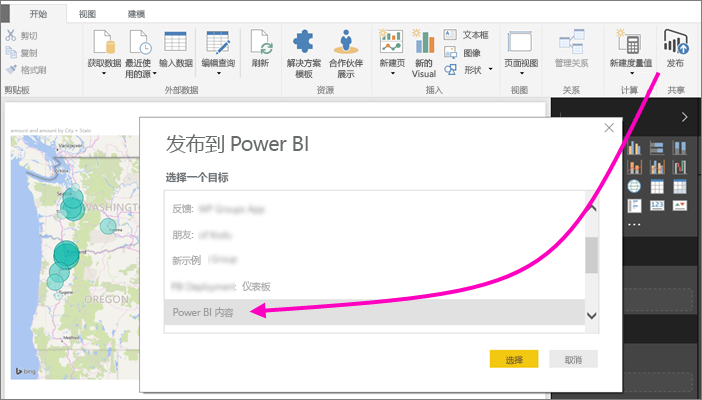 开始 视图 建模
剪切
复制
格式刷
剪贴板
获取数据
最近使用的源
输入数据
编辑查询
外部数据
刷新
解决方案模板
合作伙伴展示
资源
新建页
新的 Visual
文本框
图像
形状
插入
页面视图
视图
管理关系
关系
新建度量值
计算
发布
共享
amount and amount by City + State
Vancouver
WASHINGTON
OREGON
bing
发布到 Power BI
选择一个目标
反馈:
朋友:
新示例
仪表板
Power BI 内容
选择
取消